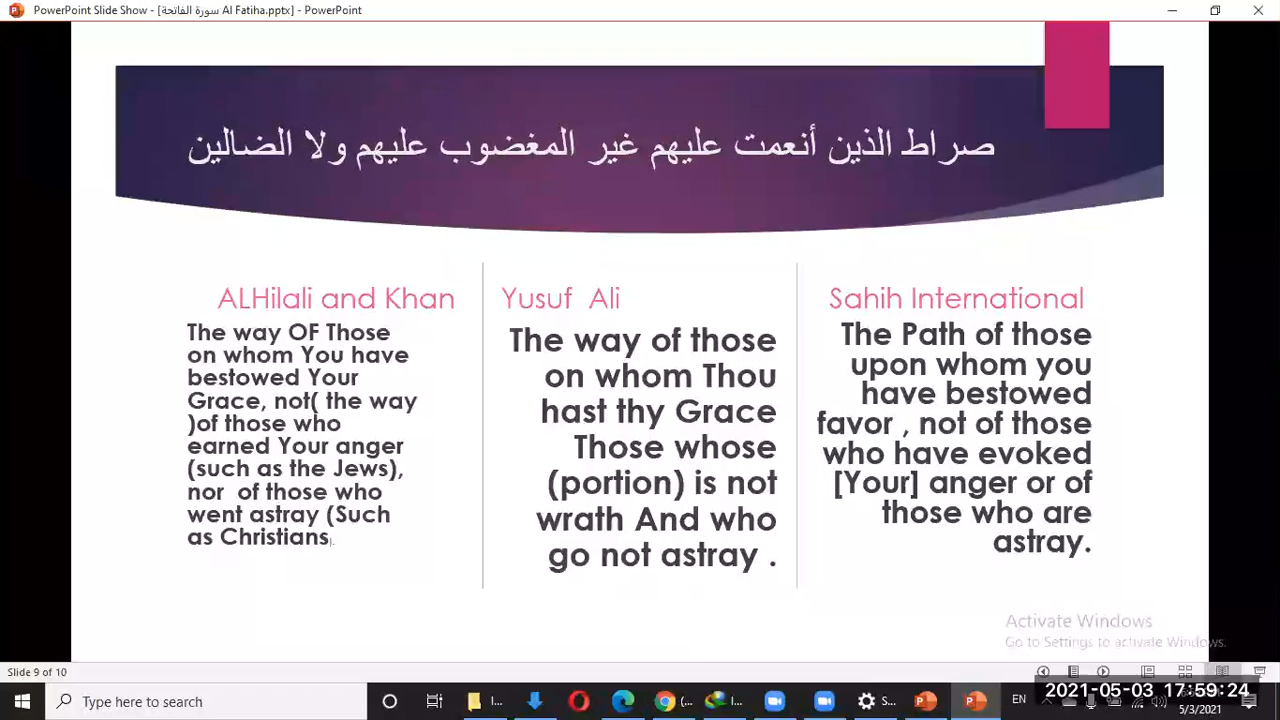 PowerPoint Slide Show - [سورة الفاتحة Al Fatiha.pptx] - PowerPoint
صراط الذين أنعمت عليهم غير المغضوب عليهم ولا الضالين
ALHilali and Khan
The way OF Those
on whom You have
bestowed Your
Grace, not( the way
)of those who
earned Your anger
(such as the Jews),
nor of those who
went astray (Such
as Christians
Yusuf Ali
The way of those
on whom Thou
hast thy Grace
Those whose
(portion) is not
wrath And who
go not astray .
Sahih International
The Path of those
upon whom you
have bestowed
favor , not of those
who have evoked
[Your] anger or of
those who are
astray.
Activate Windows
Go to Settings to activate Windows.
Slide 9 of 10
Type here to search
I...
(...
I...
S...
EN
2021-05-03 17:59:24
5/3/2021